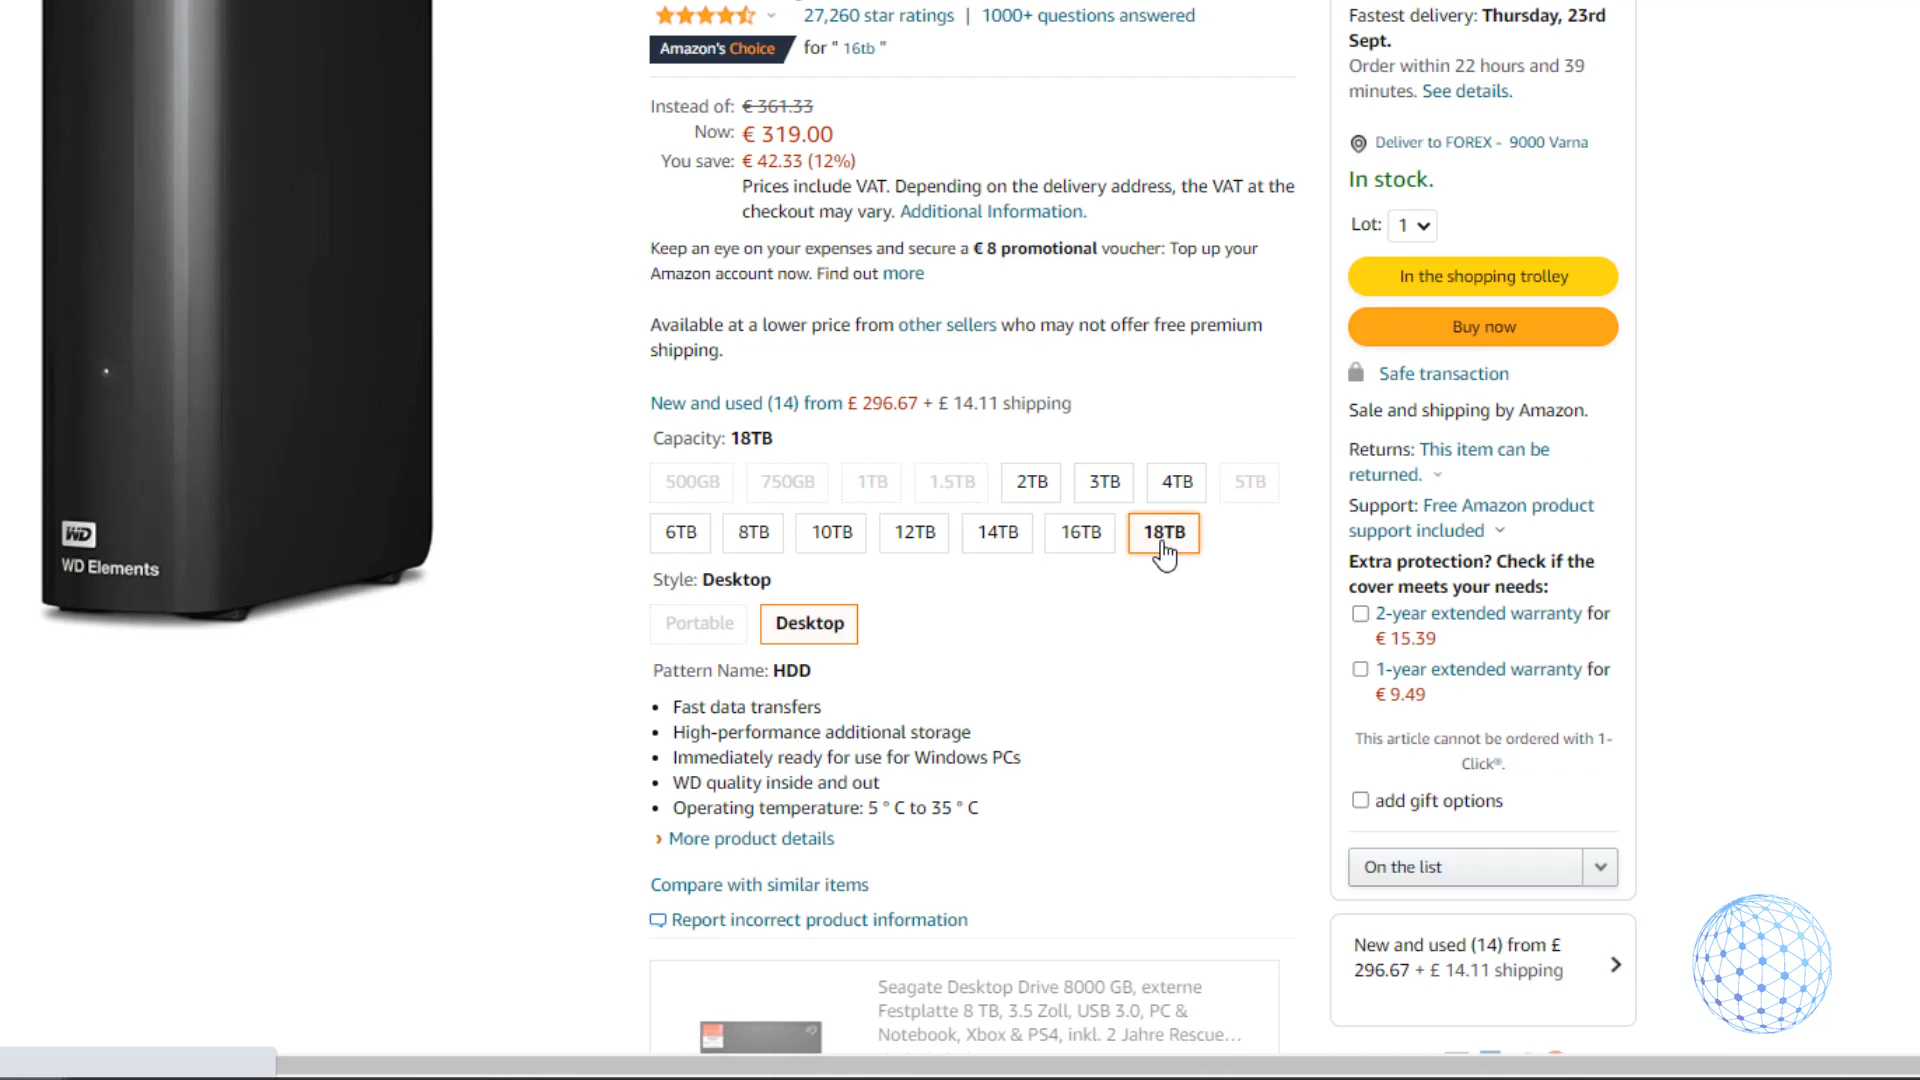 WD
WD Elements
27,260 star ratings | 1000+ questions answered
Amazon's Choice for " 16tb "
Instead of: € 361.33
Now: € 319.00
You save: € 42.33 (12%)
Prices include VAT. Depending on the delivery address, the VAT at the
checkout may vary. Additional Information.
Keep an eye on your expenses and secure a € 8 promotional voucher: Top up your
Amazon account now. Find out more
Available at a lower price from other sellers who may not offer free premium
shipping.
New and used (14) from £ 296.67 + £ 14.11 shipping
Capacity: 18TB
500GB 750GB 1TB 1.5TB 2TB 3TB 4TB 5TB
6TB 8TB 10TB 12TB 14TB 16TB 18TB
Style: Desktop
Portable Desktop
Pattern Name: HDD
• Fast data transfers
• High-performance additional storage
• Immediately ready for use for Windows PCs
• WD quality inside and out
• Operating temperature: 5 ° C to 35 ° C
› More product details
Compare with similar items
Report incorrect product information
Seagate Desktop Drive 8000 GB, externe
Festplatte 8 TB, 3.5 Zoll, USB 3.0, PC &
Notebook, Xbox & PS4, inkl. 2 Jahre Rescue...
Fastest delivery: Thursday, 23rd
Sept.
Order within 22 hours and 39
minutes. See details.
Deliver to FOREX - 9000 Varna
In stock.
Lot: 1
In the shopping trolley
Buy now
Safe transaction
Sale and shipping by Amazon.
Returns: This item can be
returned.
Support: Free Amazon product
support included
Extra protection? Check if the
cover meets your needs:
2-year extended warranty for
€ 15.39
1-year extended warranty for
€ 9.49
This article cannot be ordered with 1-
Click®.
add gift options
On the list
New and used (14) from £
296.67 + £ 14.11 shipping